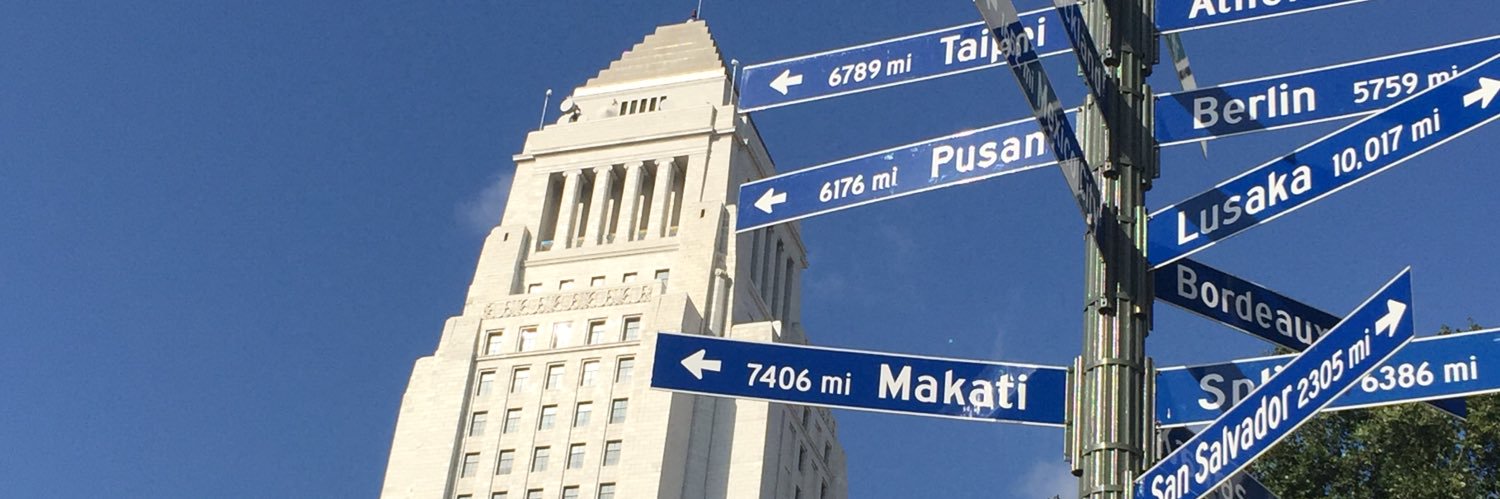 6789 mi Taipei
6176 mi Pusan
7406 mi Makati
Berlin 5759 mi
Lusaka 10,017 mi
Bordeaux
6386 mi
San Salvador 2305 mi